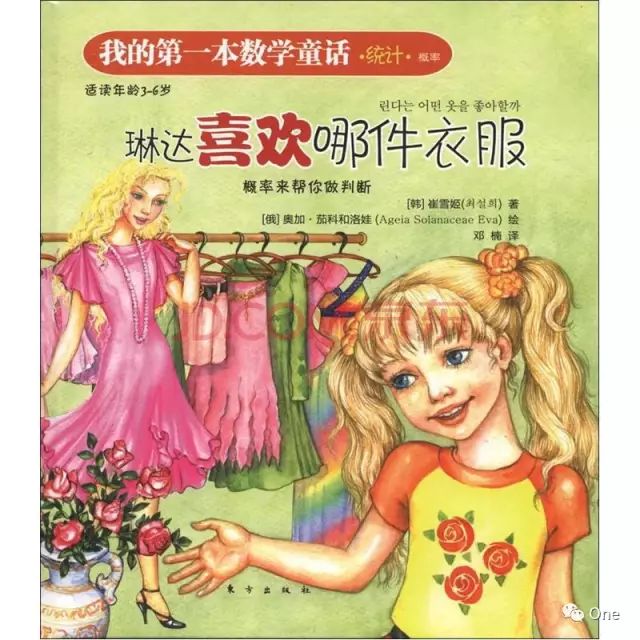 我的第一本数学童话·统计·概率
适读年龄3-6岁
린다는 어떤 옷을 좋아할까
琳达喜欢哪件衣服
概率来帮你做判断
[韩] 崔雪姬(최설희) 著
[俄] 奥加·茄科和洛娃 (Ageia Solanaceae Eva) 绘
邓楠 译
JD.COM 京东
东方出版社
One